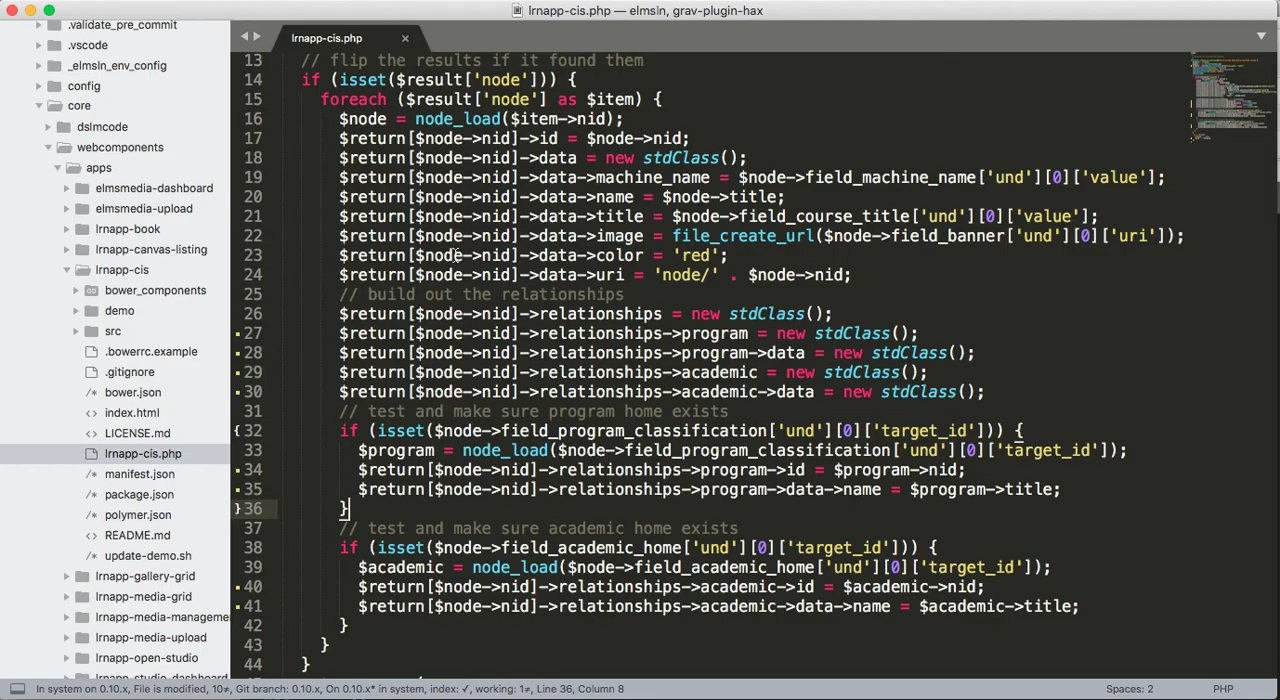 lrnapp-cis.php — elmsln, grav-plugin-hax
.validate_pre_commit
.vscode
_elmsln_env_config
config
core
dslmcode
webcomponents
apps
elmsmedia-dashboard
elmsmedia-upload
lrnapp-book
lrnapp-canvas-listing
lrnapp-cis
bower_components
demo
src
.bowerrc.example
.gitignore
bower.json
index.html
LICENSE.md
lrnapp-cis.php
manifest.json
package.json
polymer.json
README.md
update-demo.sh
lrnapp-gallery-grid
lrnapp-media-grid
lrnapp-media-manageme
lrnapp-media-upload
lrnapp-open-studio
lrnapp-studio-dashboard
lrnapp-cis.php ×
13 // flip the results if it found them
14 if (isset($result['node'])) {
15 foreach ($result['node'] as $item) {
16 $node = node_load($item->nid);
17 $return[$node->nid]->id = $node->nid;
18 $return[$node->nid]->data = new stdClass();
19 $return[$node->nid]->data->machine_name = $node->field_machine_name['und'][0]['value'];
20 $return[$node->nid]->data->name = $node->title;
21 $return[$node->nid]->data->title = $node->field_course_title['und'][0]['value'];
22 $return[$node->nid]->data->image = file_create_url($node->field_banner['und'][0]['uri']);
23 $return[$node->nid]->data->color = 'red';
24 $return[$node->nid]->data->uri = 'node/' . $node->nid;
25 // build out the relationships
26 $return[$node->nid]->relationships = new stdClass();
27 $return[$node->nid]->relationships->program = new stdClass();
28 $return[$node->nid]->relationships->program->data = new stdClass();
29 $return[$node->nid]->relationships->academic = new stdClass();
30 $return[$node->nid]->relationships->academic->data = new stdClass();
31 // test and make sure program home exists
{ 32 if (isset($node->field_program_classification['und'][0]['target_id'])) {
33 $program = node_load($node->field_program_classification['und'][0]['target_id']);
34 $return[$node->nid]->relationships->program->id = $program->nid;
35 $return[$node->nid]->relationships->program->data->name = $program->title;
} 36 }
37 // test and make sure academic home exists
38 if (isset($node->field_academic_home['und'][0]['target_id'])) {
39 $academic = node_load($node->field_academic_home['und'][0]['target_id']);
40 $return[$node->nid]->relationships->academic->id = $academic->nid;
41 $return[$node->nid]->relationships->academic->data->name = $academic->title;
42 }
43 }
44 }
In system on 0.10.x, File is modified, 10≠, Git branch: 0.10.x, On 0.10.x* in system, index: ✓, working: 1≠, Line 36, Column 8
Spaces: 2
PHP